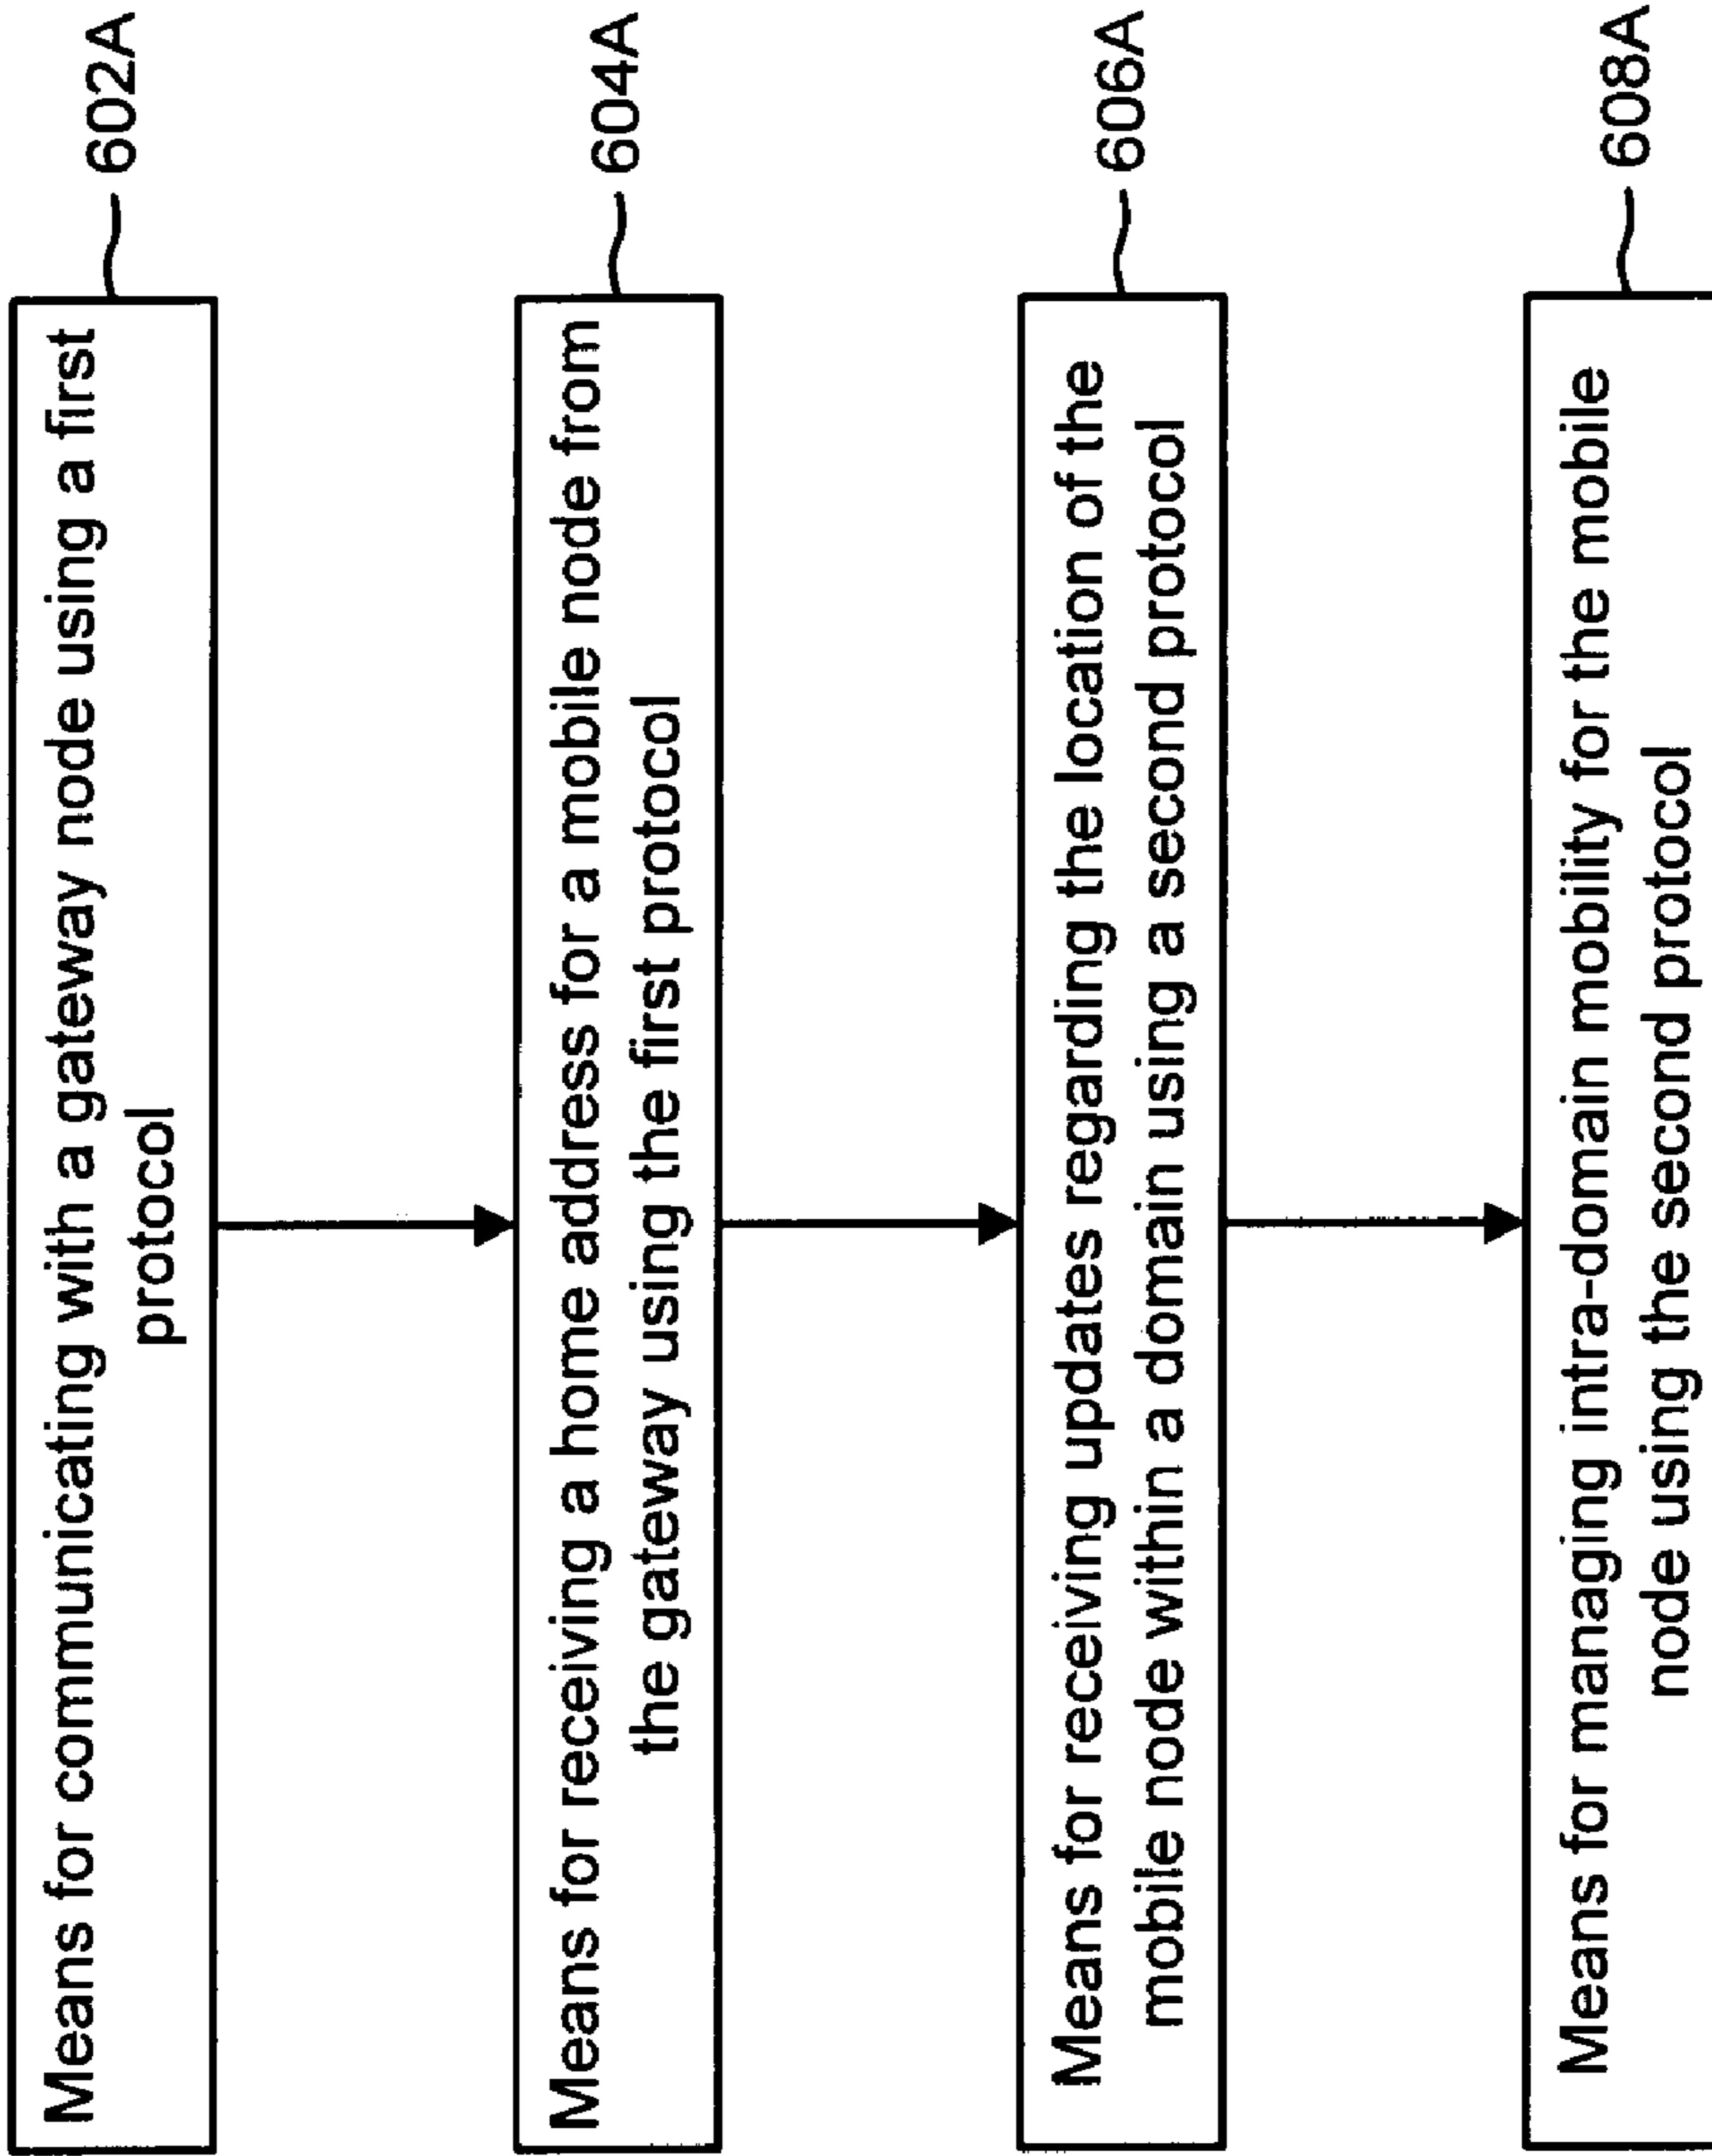 Means for communicating with a gateway node using a first
protocol
602A
Means for receiving a home address for a mobile node from
the gateway using the first protocol
604A
Means for receiving updates regarding the location of the
mobile node within a domain using a second protocol
606A
Means for managing intra-domain mobility for the mobile
node using the second protocol
608A